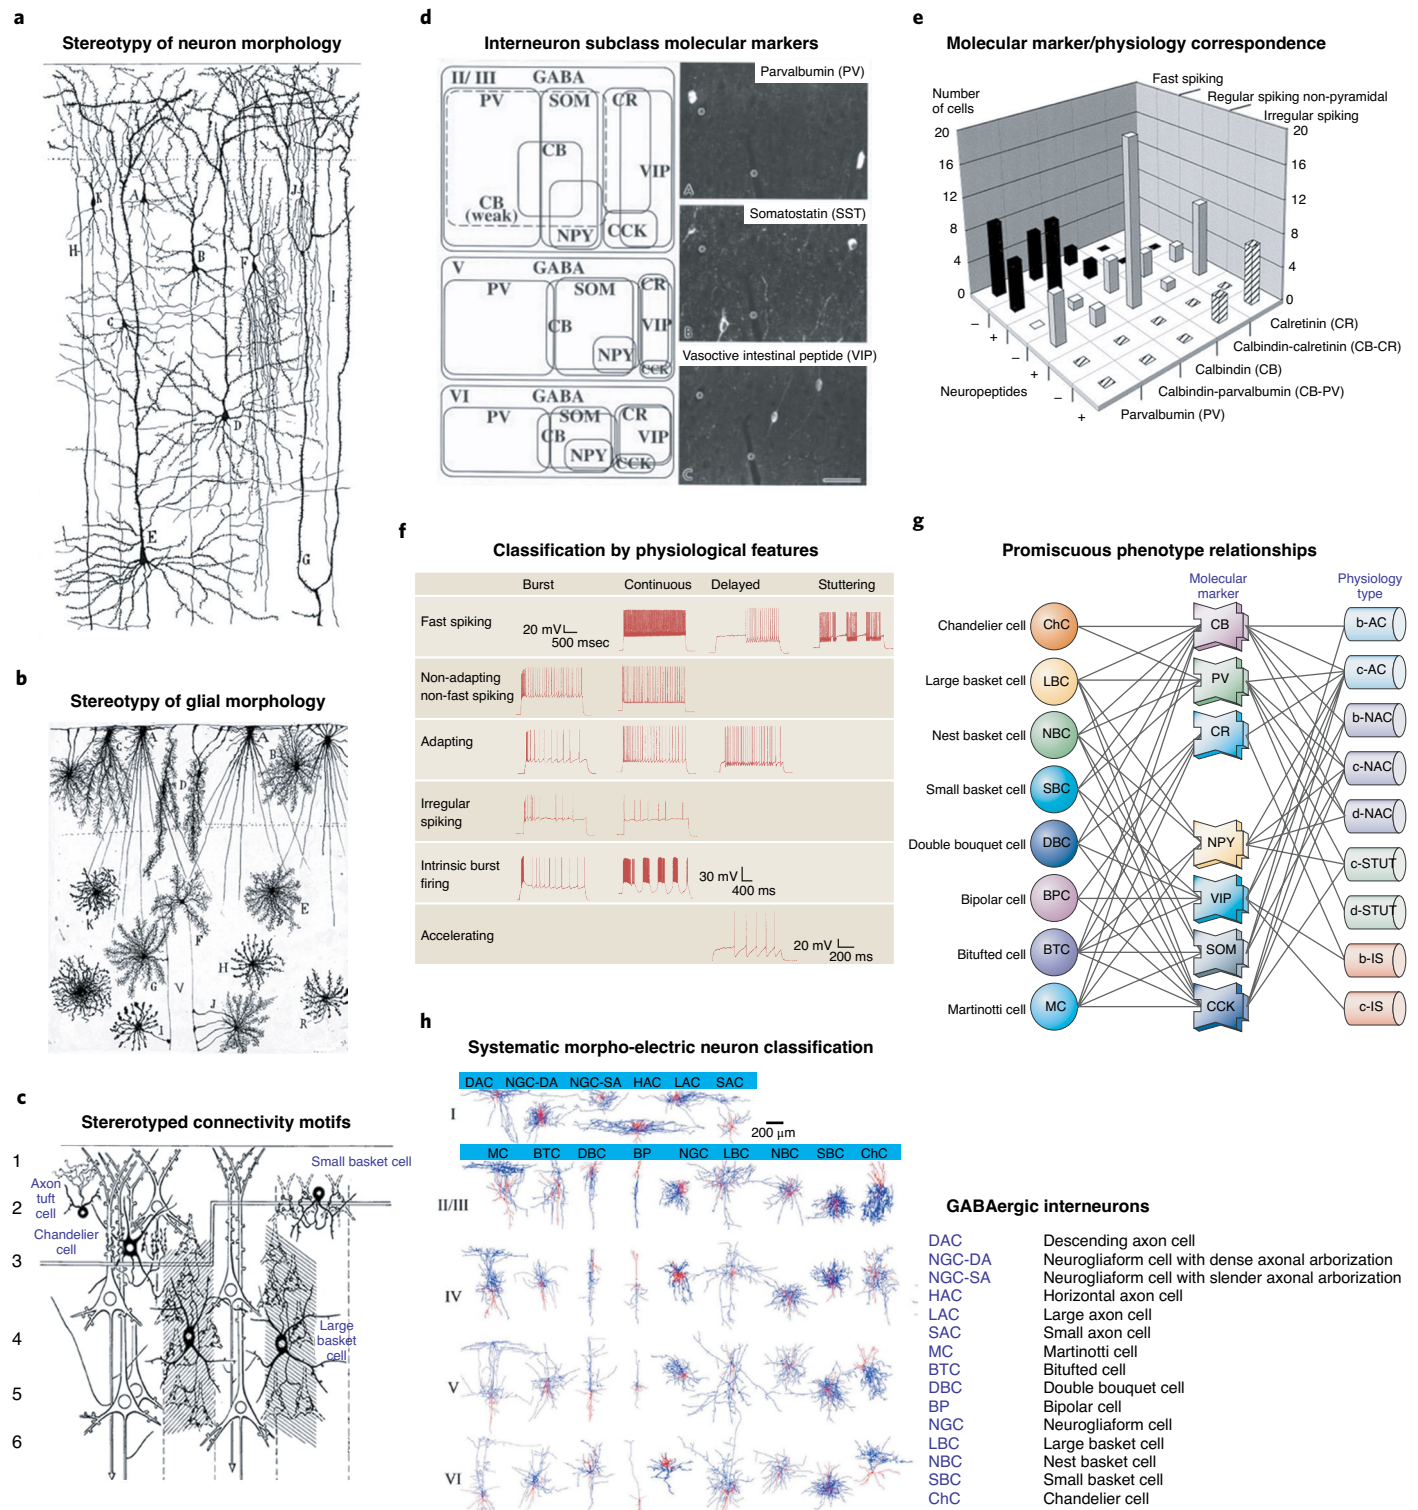 a
Stereotypy of neuron morphology
K
A
J
H
B
F
I
C
D
E
G
b
Stereotypy of glial morphology
C
A
B
D
K
E
F
H
G
V
J
I
R
c
Stererotyped connectivity motifs
1
Small basket cell
Axon
tuft
cell
2
Chandelier
cell
3
Large
basket
cell
4
5
6
d
Interneuron subclass molecular markers
II/ III GABA
PV SOM CR
CB
VIP
CB
(weak)
NPY CCK
V GABA
PV SOM CR
CB VIP
NPY
CCK
VI GABA
PV SOM CR
CB VIP
NPY CCK
Parvalbumin (PV)
A
Somatostatin (SST)
B
Vasoctive intestinal peptide (VIP)
C
e
Molecular marker/physiology correspondence
Number
of cells
Fast spiking
Regular spiking non-pyramidal
Irregular spiking
20
16
12
8
4
0
20
16
12
8
4
0
–
+
–
+
–
+
Neuropeptides
Calretinin (CR)
Calbindin-calretinin (CB-CR)
Calbindin (CB)
Calbindin-parvalbumin (CB-PV)
Parvalbumin (PV)
f
Classification by physiological features
Burst Continuous Delayed Stuttering
Fast spiking
20 mV
500 msec
Non-adapting
non-fast spiking
Adapting
Irregular
spiking
Intrinsic burst
firing
30 mV
400 ms
Accelerating
20 mV
200 ms
g
Promiscuous phenotype relationships
Molecular
marker
Physiology
type
Chandelier cell ChC CB b-AC
Large basket cell LBC PV c-AC
Nest basket cell NBC CR b-NAC
Small basket cell SBC c-NAC
Double bouquet cell DBC NPY d-NAC
c-STUT
Bipolar cell BPC VIP d-STUT
Bitufted cell BTC SOM b-IS
Martinotti cell MC CCK c-IS
h
Systematic morpho-electric neuron classification
DAC NGC-DA NGC-SA HAC LAC SAC
I
200 µm
MC BTC DBC BP NGC LBC NBC SBC ChC
II/III
IV
V
VI
GABAergic interneurons
DAC Descending axon cell
NGC-DA Neurogliaform cell with dense axonal arborization
NGC-SA Neurogliaform cell with slender axonal arborization
HAC Horizontal axon cell
LAC Large axon cell
SAC Small axon cell
MC Martinotti cell
BTC Bitufted cell
DBC Double bouquet cell
BP Bipolar cell
NGC Neurogliaform cell
LBC Large basket cell
NBC Nest basket cell
SBC Small basket cell
ChC Chandelier cell